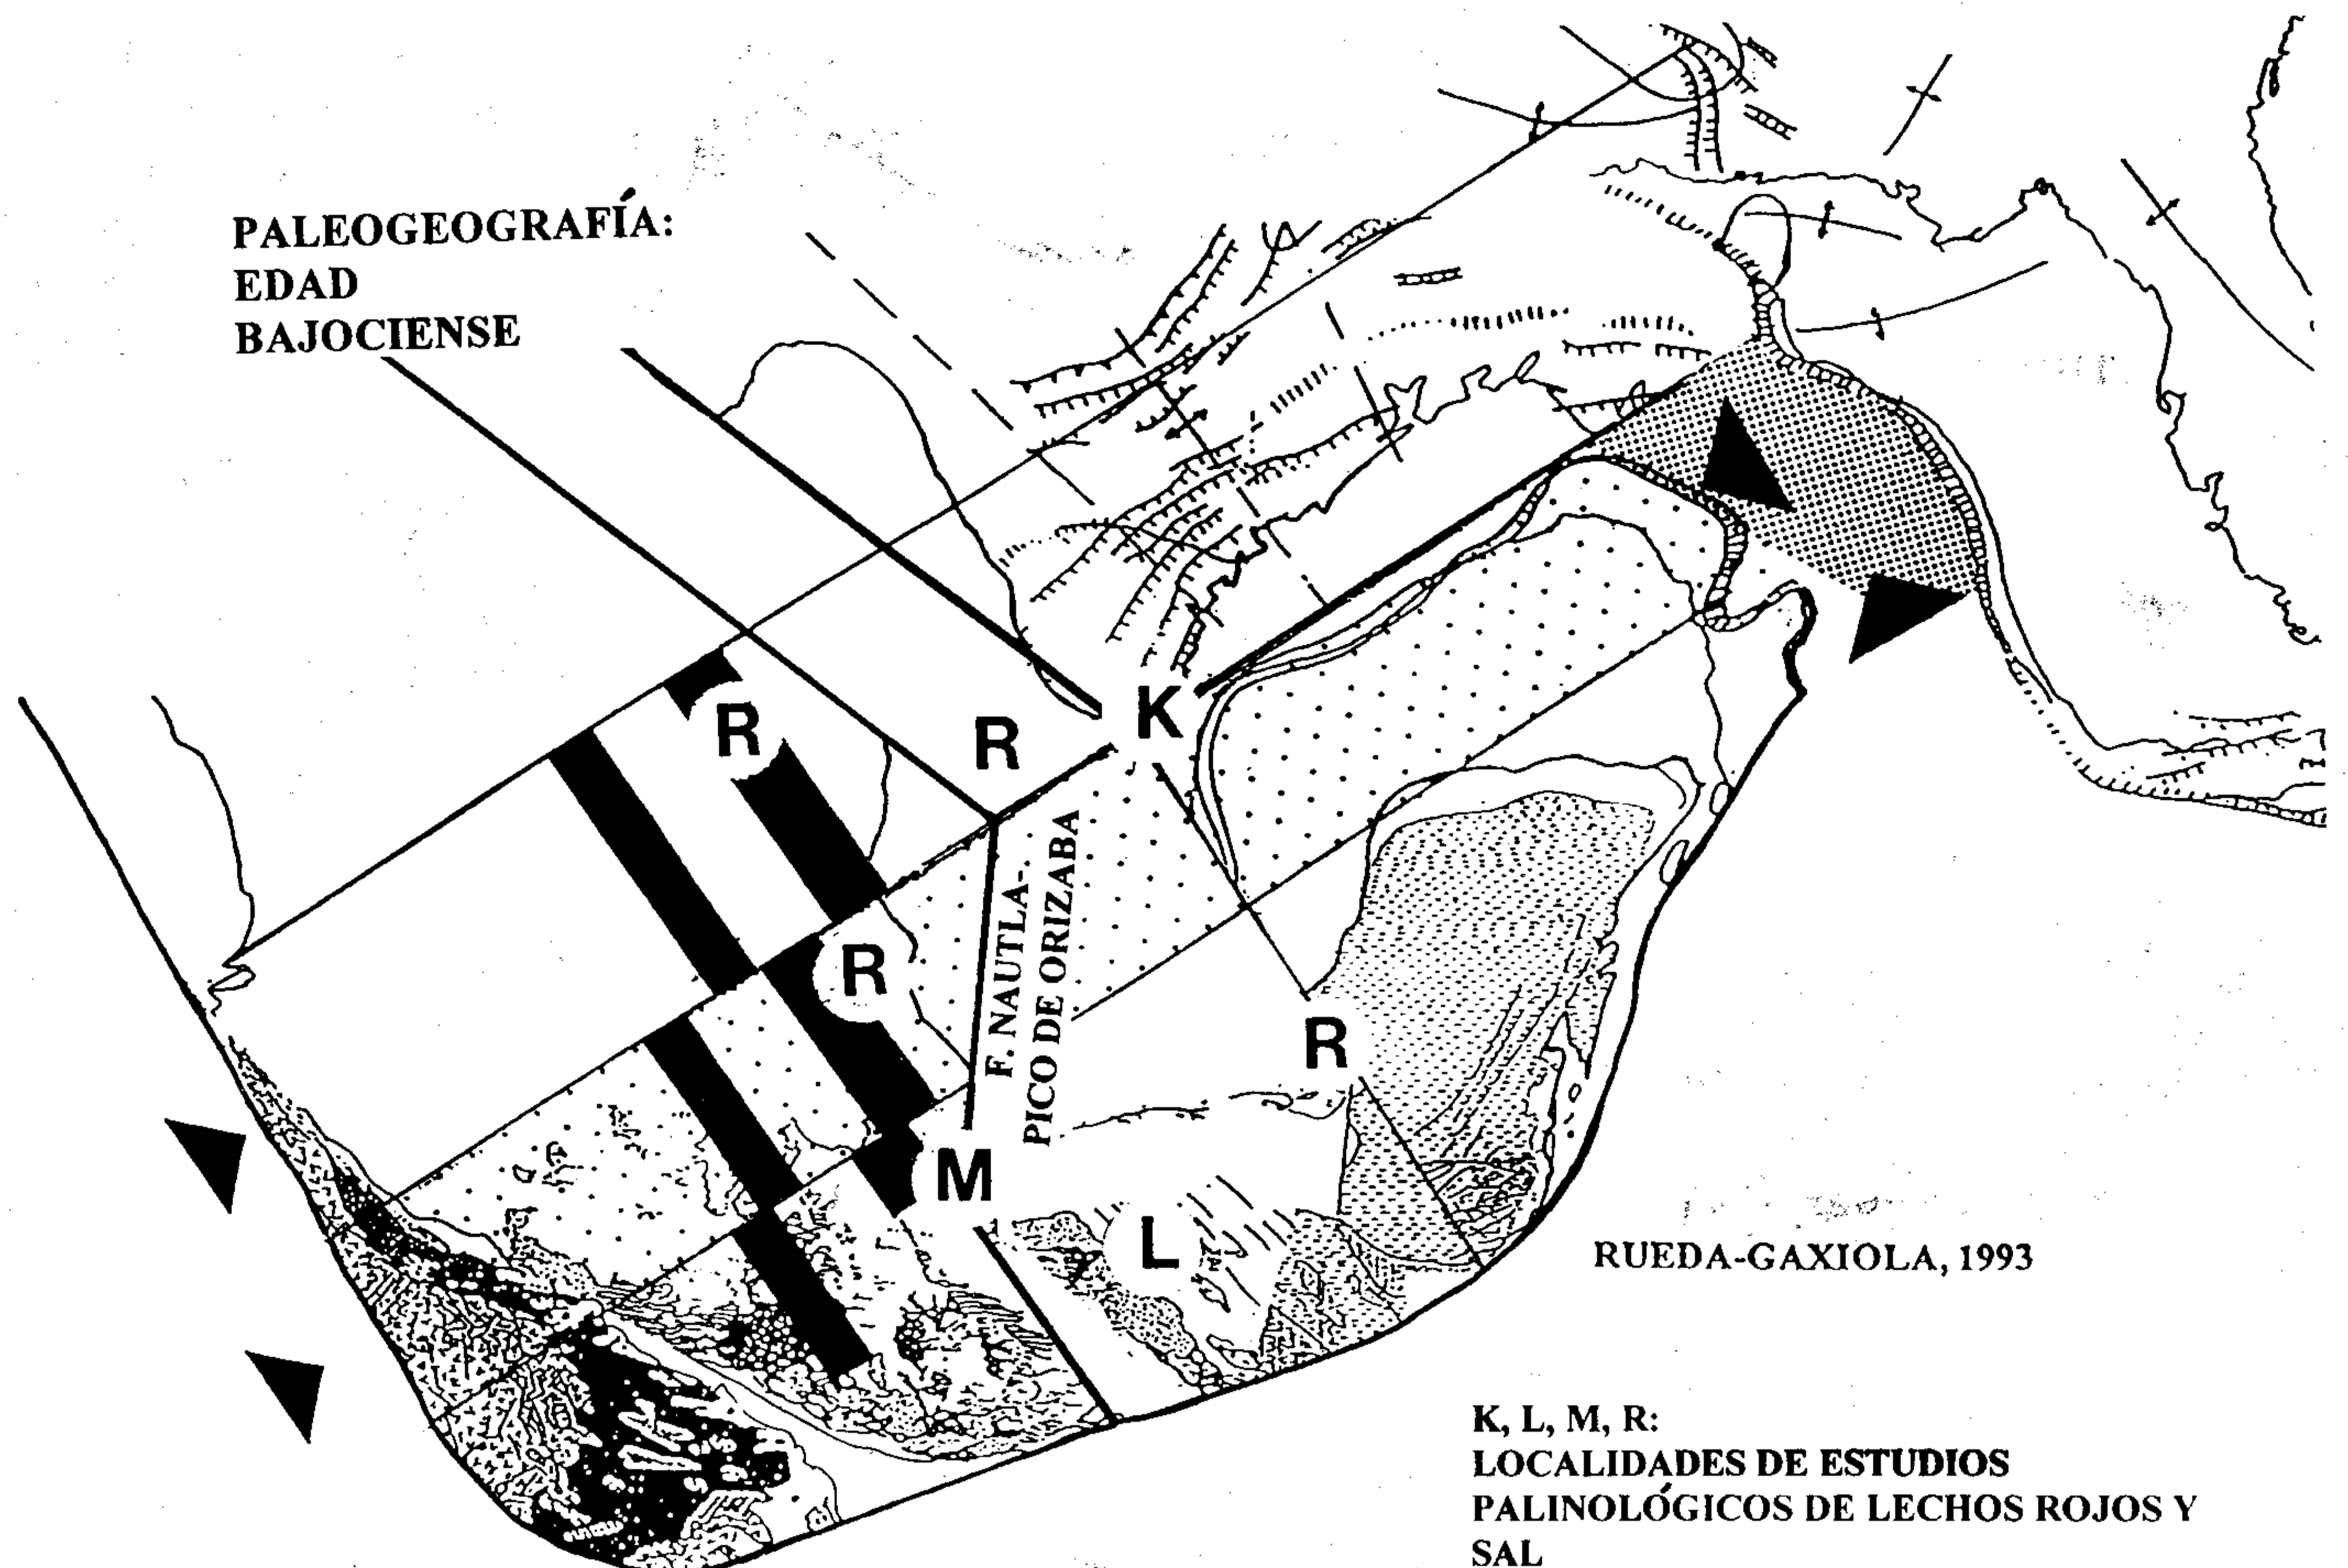 PALEOGEOGRAFÍA:
EDAD
BAJOCIENSE
R
R
K
R
F. NAUTLA-
PICO DE ORIZABA
R
M
L
RUEDA-GAXIOLA, 1993
K, L, M, R:
LOCALIDADES DE ESTUDIOS
PALINOLÓGICOS DE LECHOS ROJOS Y
SAL